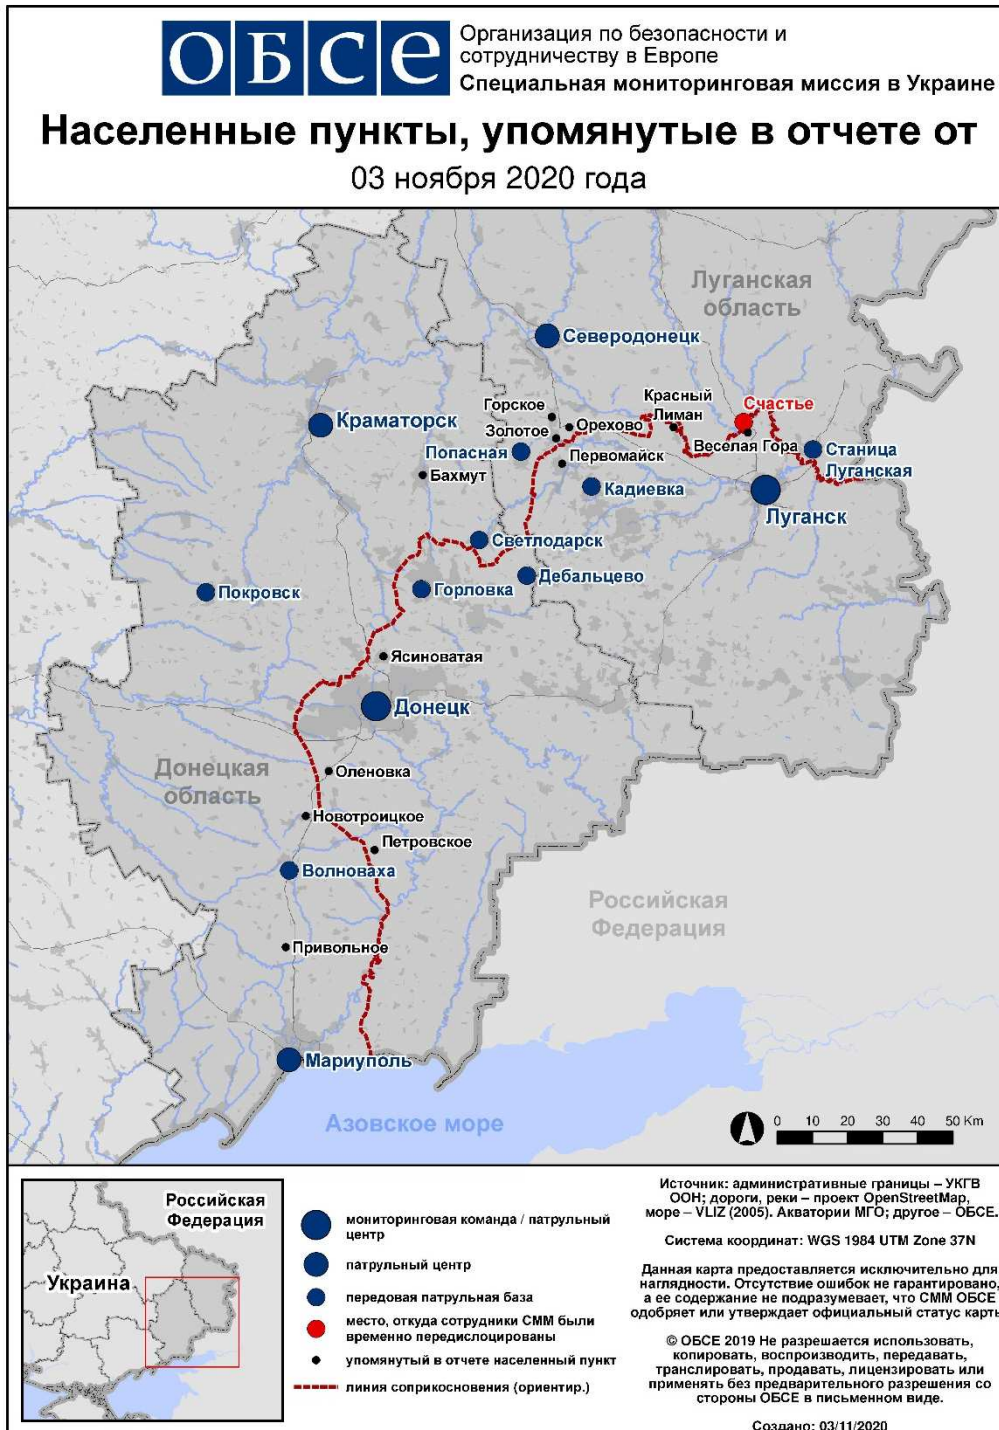 ОБСЕ
Организация по безопасности и
сотрудничеству в Европе
Специальная мониторинговая миссия в Украине
Населенные пункты, упомянутые в отчете от
03 ноября 2020 года
Луганская
область
Северодонецк
Краматорск
Горское
Золотое
Орехово
Красный
Лиман
Счастье
Веселая Гора
Попасная
Первомайск
Станица
Луганская
Бахмут
Кадиевка
Луганск
Светлодарск
Дебальцево
Покровск
Горловка
Ясиноватая
Донецк
Донецкая
область
Оленовка
Новотроицкое
Петровское
Волноваха
Российская
Федерация
Привольное
Мариуполь
Азовское море
0 10 20 30 40 50 Km
Российская
Федерация
Украина
мониторинговая команда / патрульный
центр
патрульный центр
передовая патрульная база
место, откуда сотрудники СММ были
временно передислоцированы
упомянутый в отчете населенный пункт
линия соприкосновения (ориентир.)
Источник: административные границы – УКГВ
ООН; дороги, реки – проект OpenStreetMap,
море – VLIZ (2005). Акватории МГО; другое – ОБСЕ.
Система координат: WGS 1984 UTM Zone 37N
Данная карта предоставляется исключительно для
наглядности. Отсутствие ошибок не гарантировано,
а ее содержание не подразумевает, что СММ ОБСЕ
одобряет или утверждает официальный статус карты
© ОБСЕ 2019 Не разрешается использовать,
копировать, воспроизводить, передавать,
транслировать, продавать, лицензировать или
применять без предварительного разрешения со
стороны ОБСЕ в письменном виде.
Создано: 03/11/2020